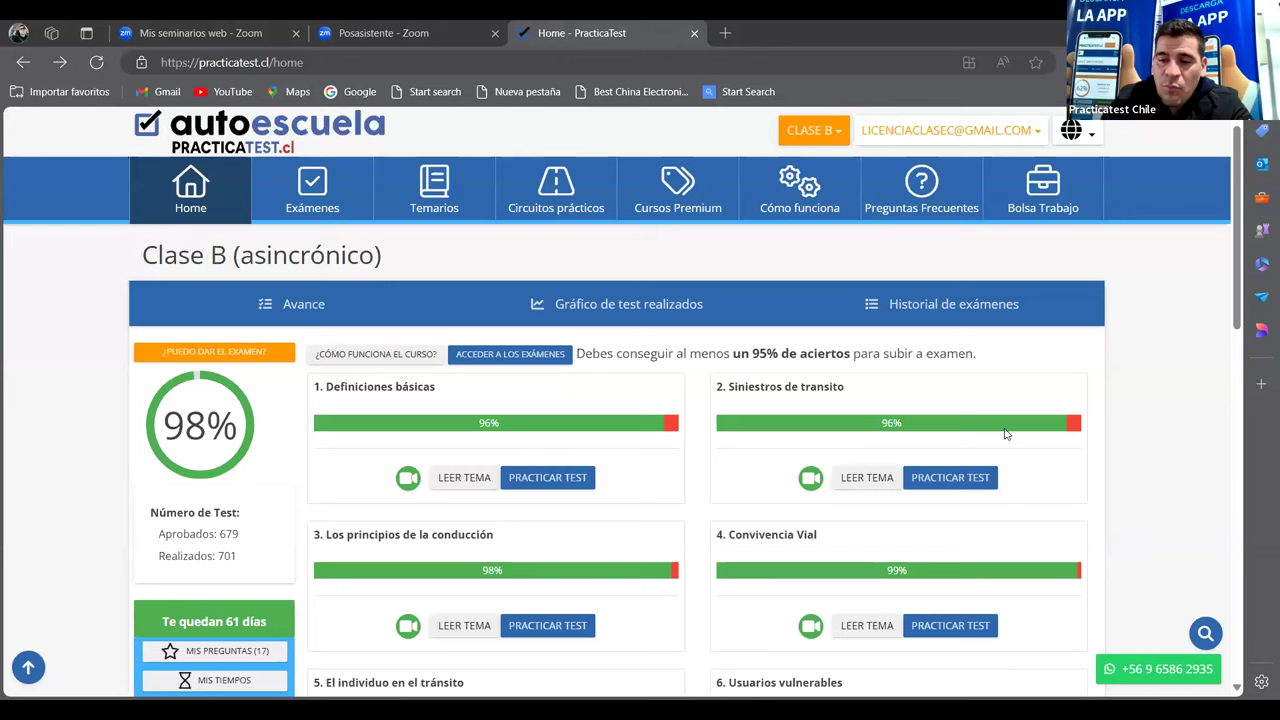 Mis seminarios web - Zoom
Posasistente - Zoom
Home - PracticaTest
https://practicatest.cl/home
Importar favoritos
Gmail
YouTube
Maps
Google
Start search
Nueva pestaña
Best China Electroni...
Start Search
DESCARGA
LA APP
LA APP
Practicatest Chile
autoescuela
PRACTICATEST.cl
CLASE B
LICENCIACLASEC@GMAIL.COM
Home
Exámenes
Temarios
Circuitos prácticos
Cursos Premium
Cómo funciona
Preguntas Frecuentes
Bolsa Trabajo
Clase B (asincrónico)
Avance
Gráfico de test realizados
Historial de exámenes
¿PUEDO DAR EL EXAMEN?
98%
Número de Test:
Aprobados: 679
Realizados: 701
Te quedan 61 días
MIS PREGUNTAS (17)
MIS TIEMPOS
¿CÓMO FUNCIONA EL CURSO?
ACCEDER A LOS EXÁMENES
Debes conseguir al menos un 95% de aciertos para subir a examen.
1. Definiciones básicas
96%
LEER TEMA
PRACTICAR TEST
2. Siniestros de transito
96%
LEER TEMA
PRACTICAR TEST
3. Los principios de la conducción
98%
LEER TEMA
PRACTICAR TEST
4. Convivencia Vial
99%
LEER TEMA
PRACTICAR TEST
5. El individuo en el tránsito
6. Usuarios vulnerables
+56 9 6586 2935